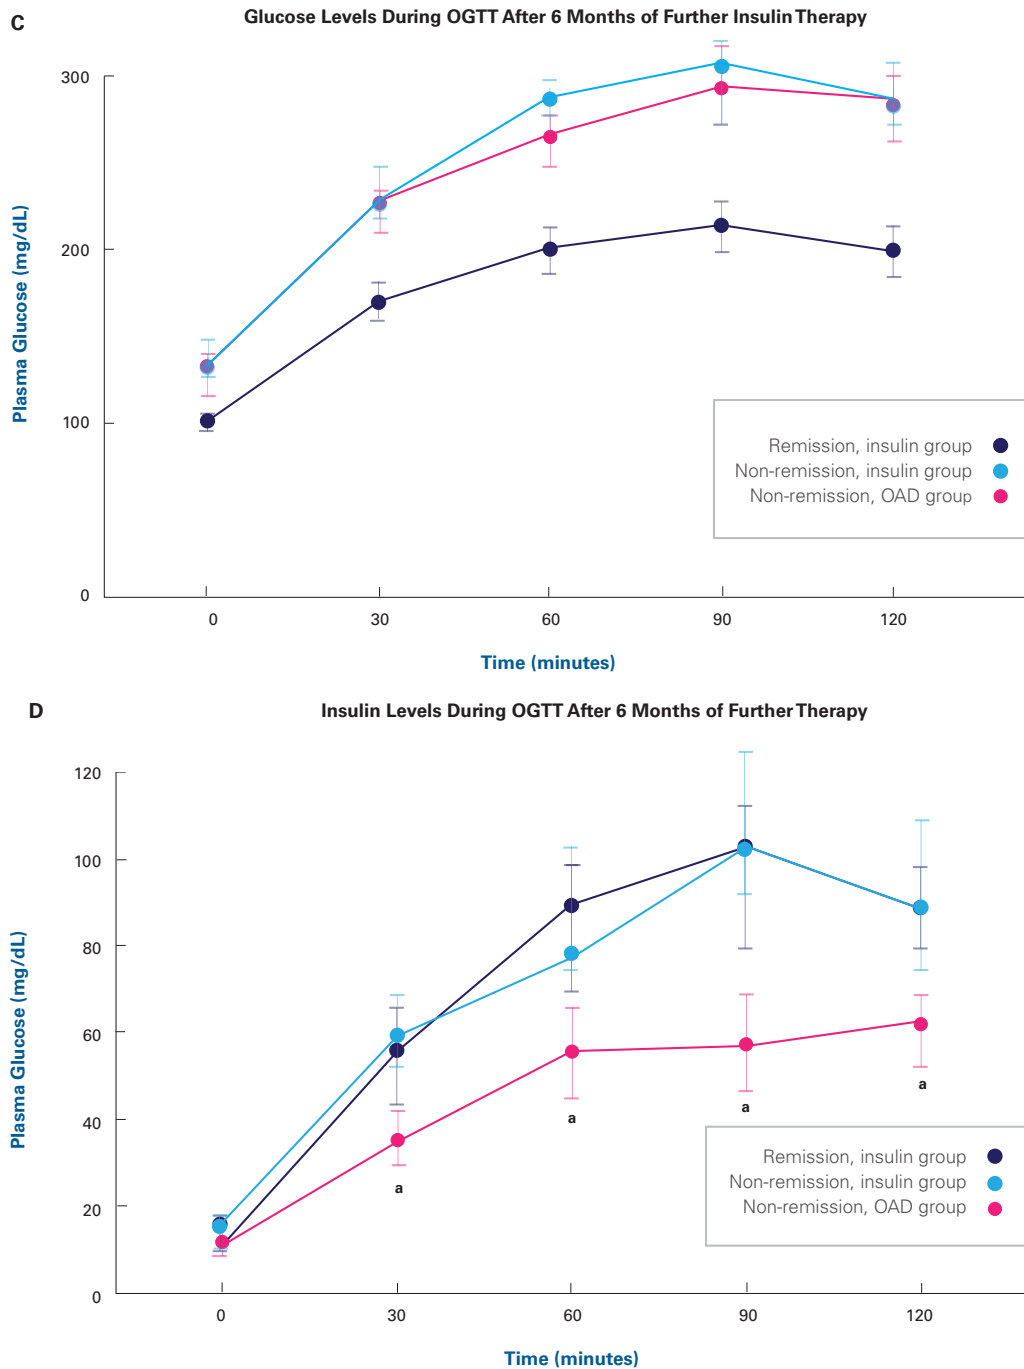 C
Glucose Levels During OGTT After 6 Months of Further Insulin Therapy
Plasma Glucose (mg/dL)
300
200
100
0
Remission, insulin group
Non-remission, insulin group
Non-remission, OAD group
0 30 60 90 120
Time (minutes)
D
Insulin Levels During OGTT After 6 Months of Further Therapy
Plasma Glucose (mg/dL)
120
100
80
60
40
20
0
a
a
a
a
Remission, insulin group
Non-remission, insulin group
Non-remission, OAD group
0 30 60 90 120
Time (minutes)